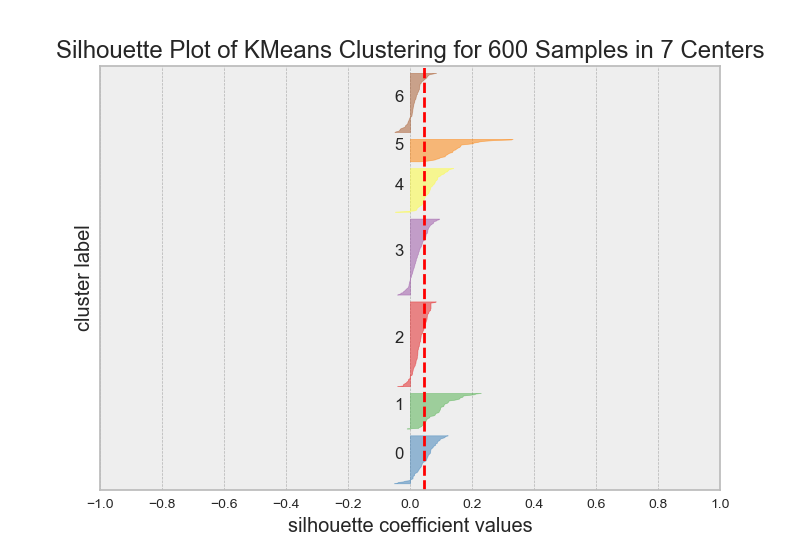 Silhouette Plot of KMeans Clustering for 600 Samples in 7 Centers
cluster label
6
5
4
3
2
1
0
−1.0 −0.8 −0.6 −0.4 −0.2 0.0 0.2 0.4 0.6 0.8 1.0
silhouette coefficient values